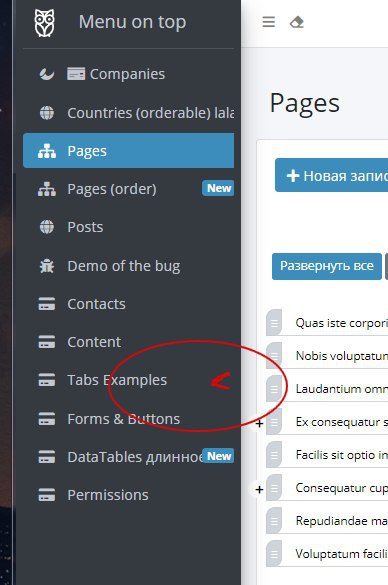 Menu on top
Companies
Countries (orderable) lala
Pages
Pages (order) New
Posts
Demo of the bug
Contacts
Content
Tabs Examples
Forms & Buttons
DataTables длинное New
Permissions
Pages
+ Новая запис
Развернуть все
Quas iste corpori
Nobis voluptatum
Laudantium omn
Ex consequatur s
Facilis sit optio in
Consequatur cup
Repudiandae ma
Voluptatum facili